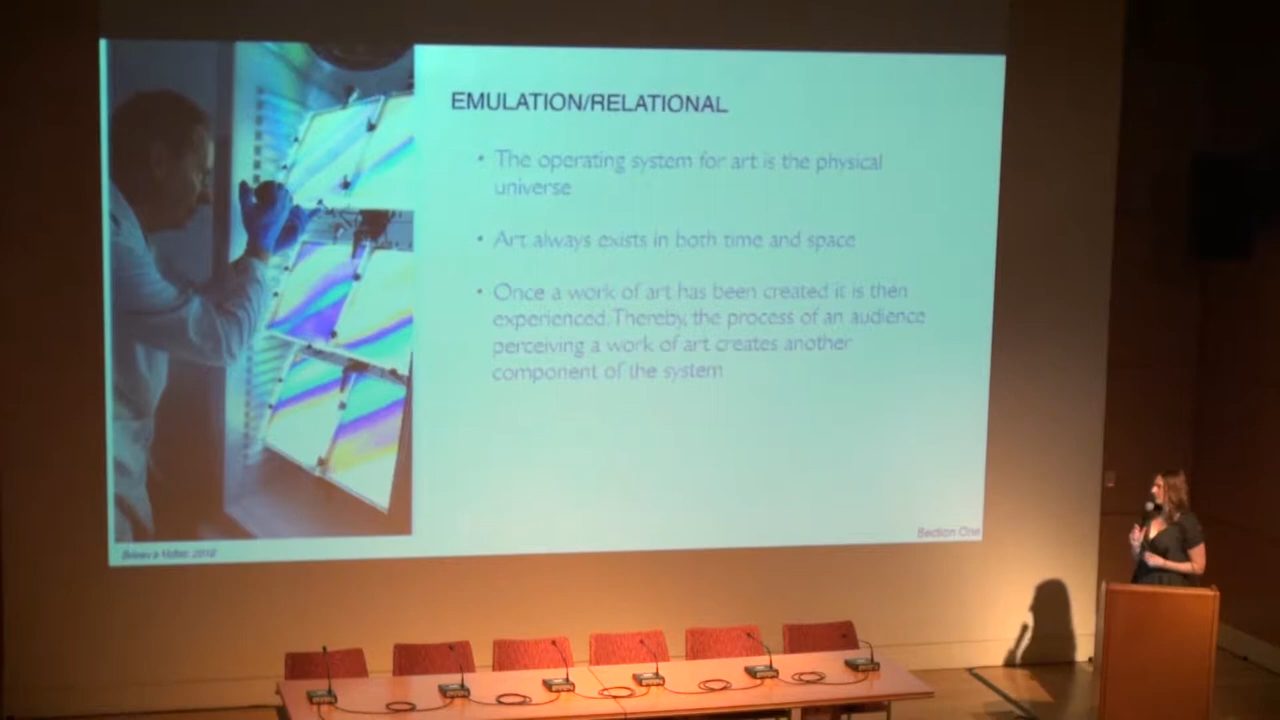 EMULATION/RELATIONAL
• The operating system for art is the physical
universe
• Art always exists in both time and space
• Once a work of art has been created it is then
experienced. Thereby, the process of an audience
perceiving a work of art creates another
component of the system
2012
Section One